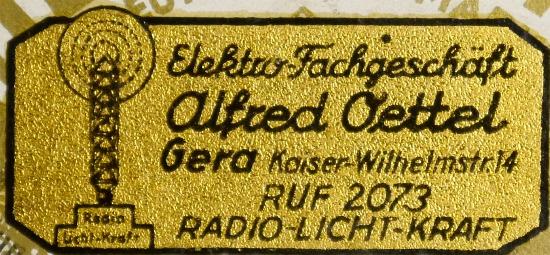 Elektro-Fachgeschäft
Alfred Oettel
Gera Kaiser-Wilhelmstr. 14
RUF 2073
RADIO-LICHT-KRAFT
Radio
Licht-Kraft